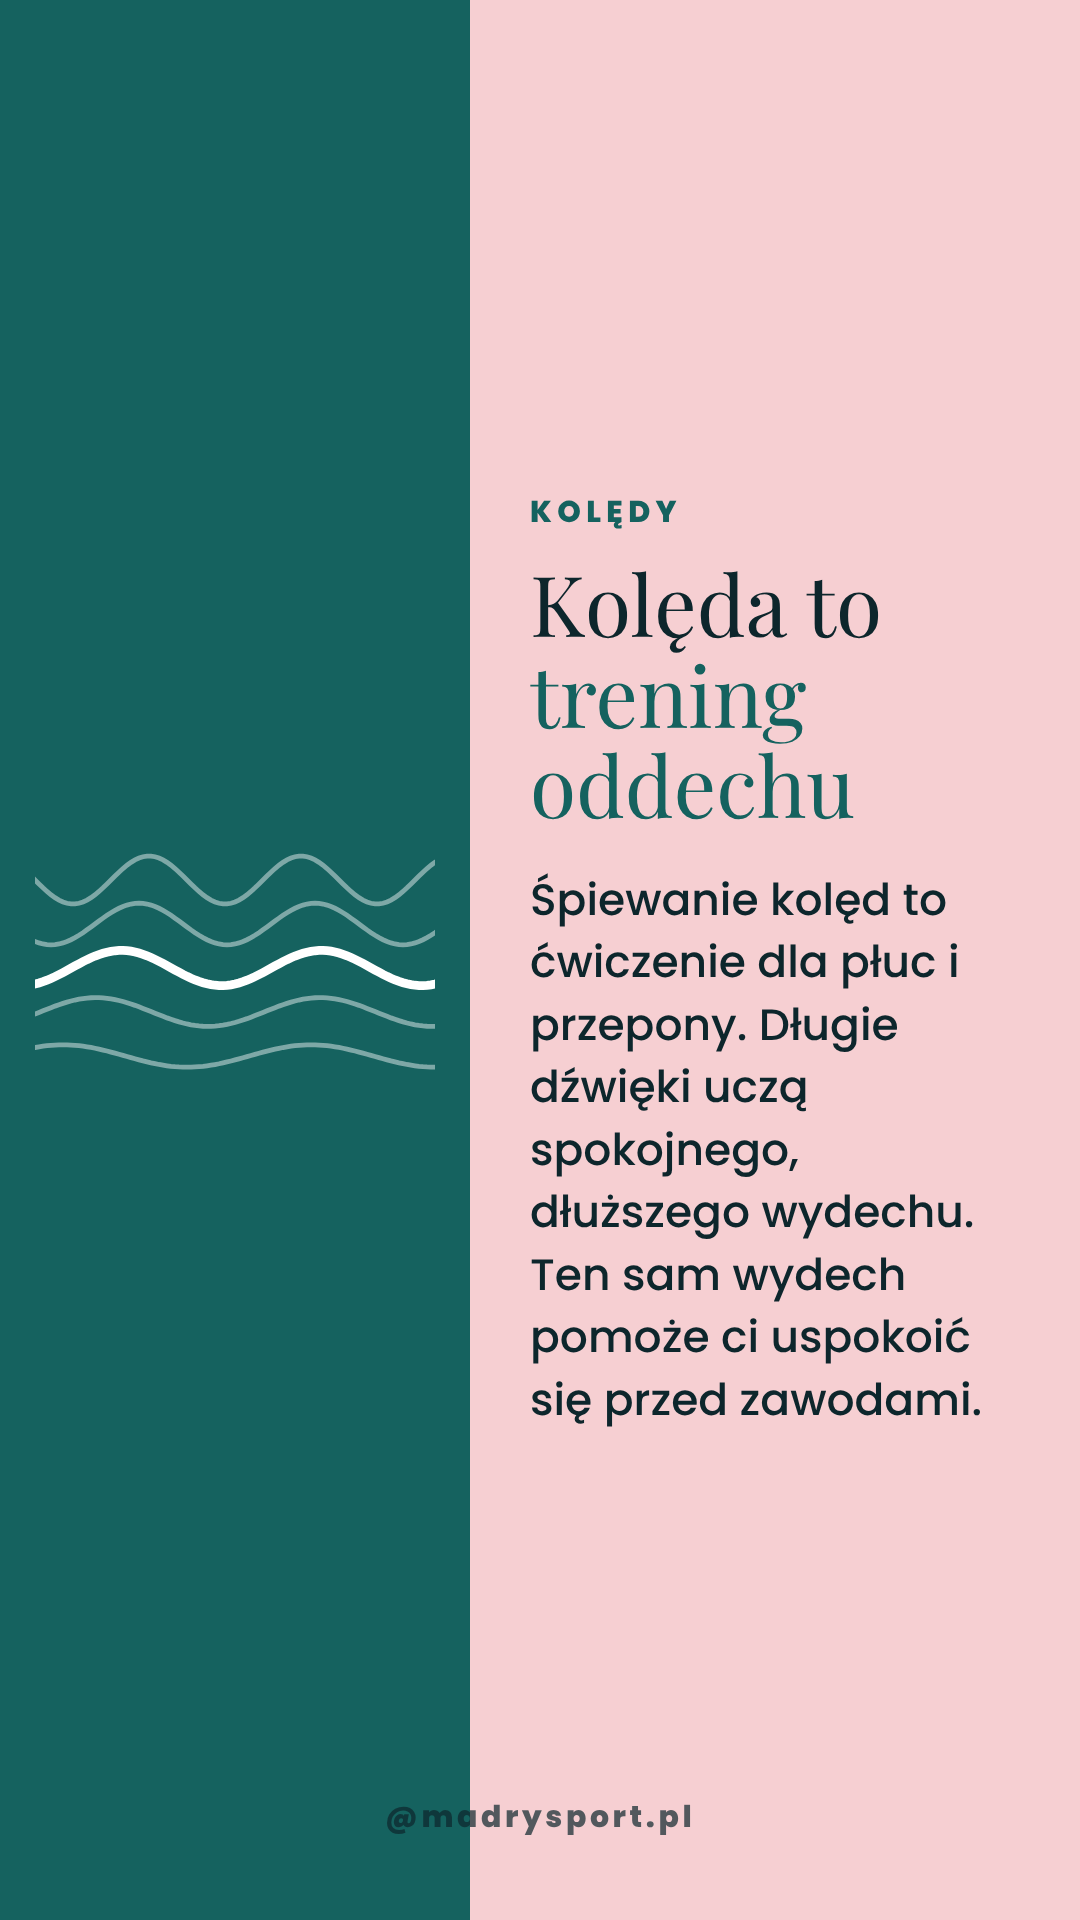 KOLĘDY
Kolęda to
trening
oddechu
Śpiewanie kolęd to
ćwiczenie dla płuc i
przepony. Długie
dźwięki uczą
spokojnego,
dłuższego wydechu.
Ten sam wydech
pomoże ci uspokoić
się przed zawodami.
@madrysport.pl